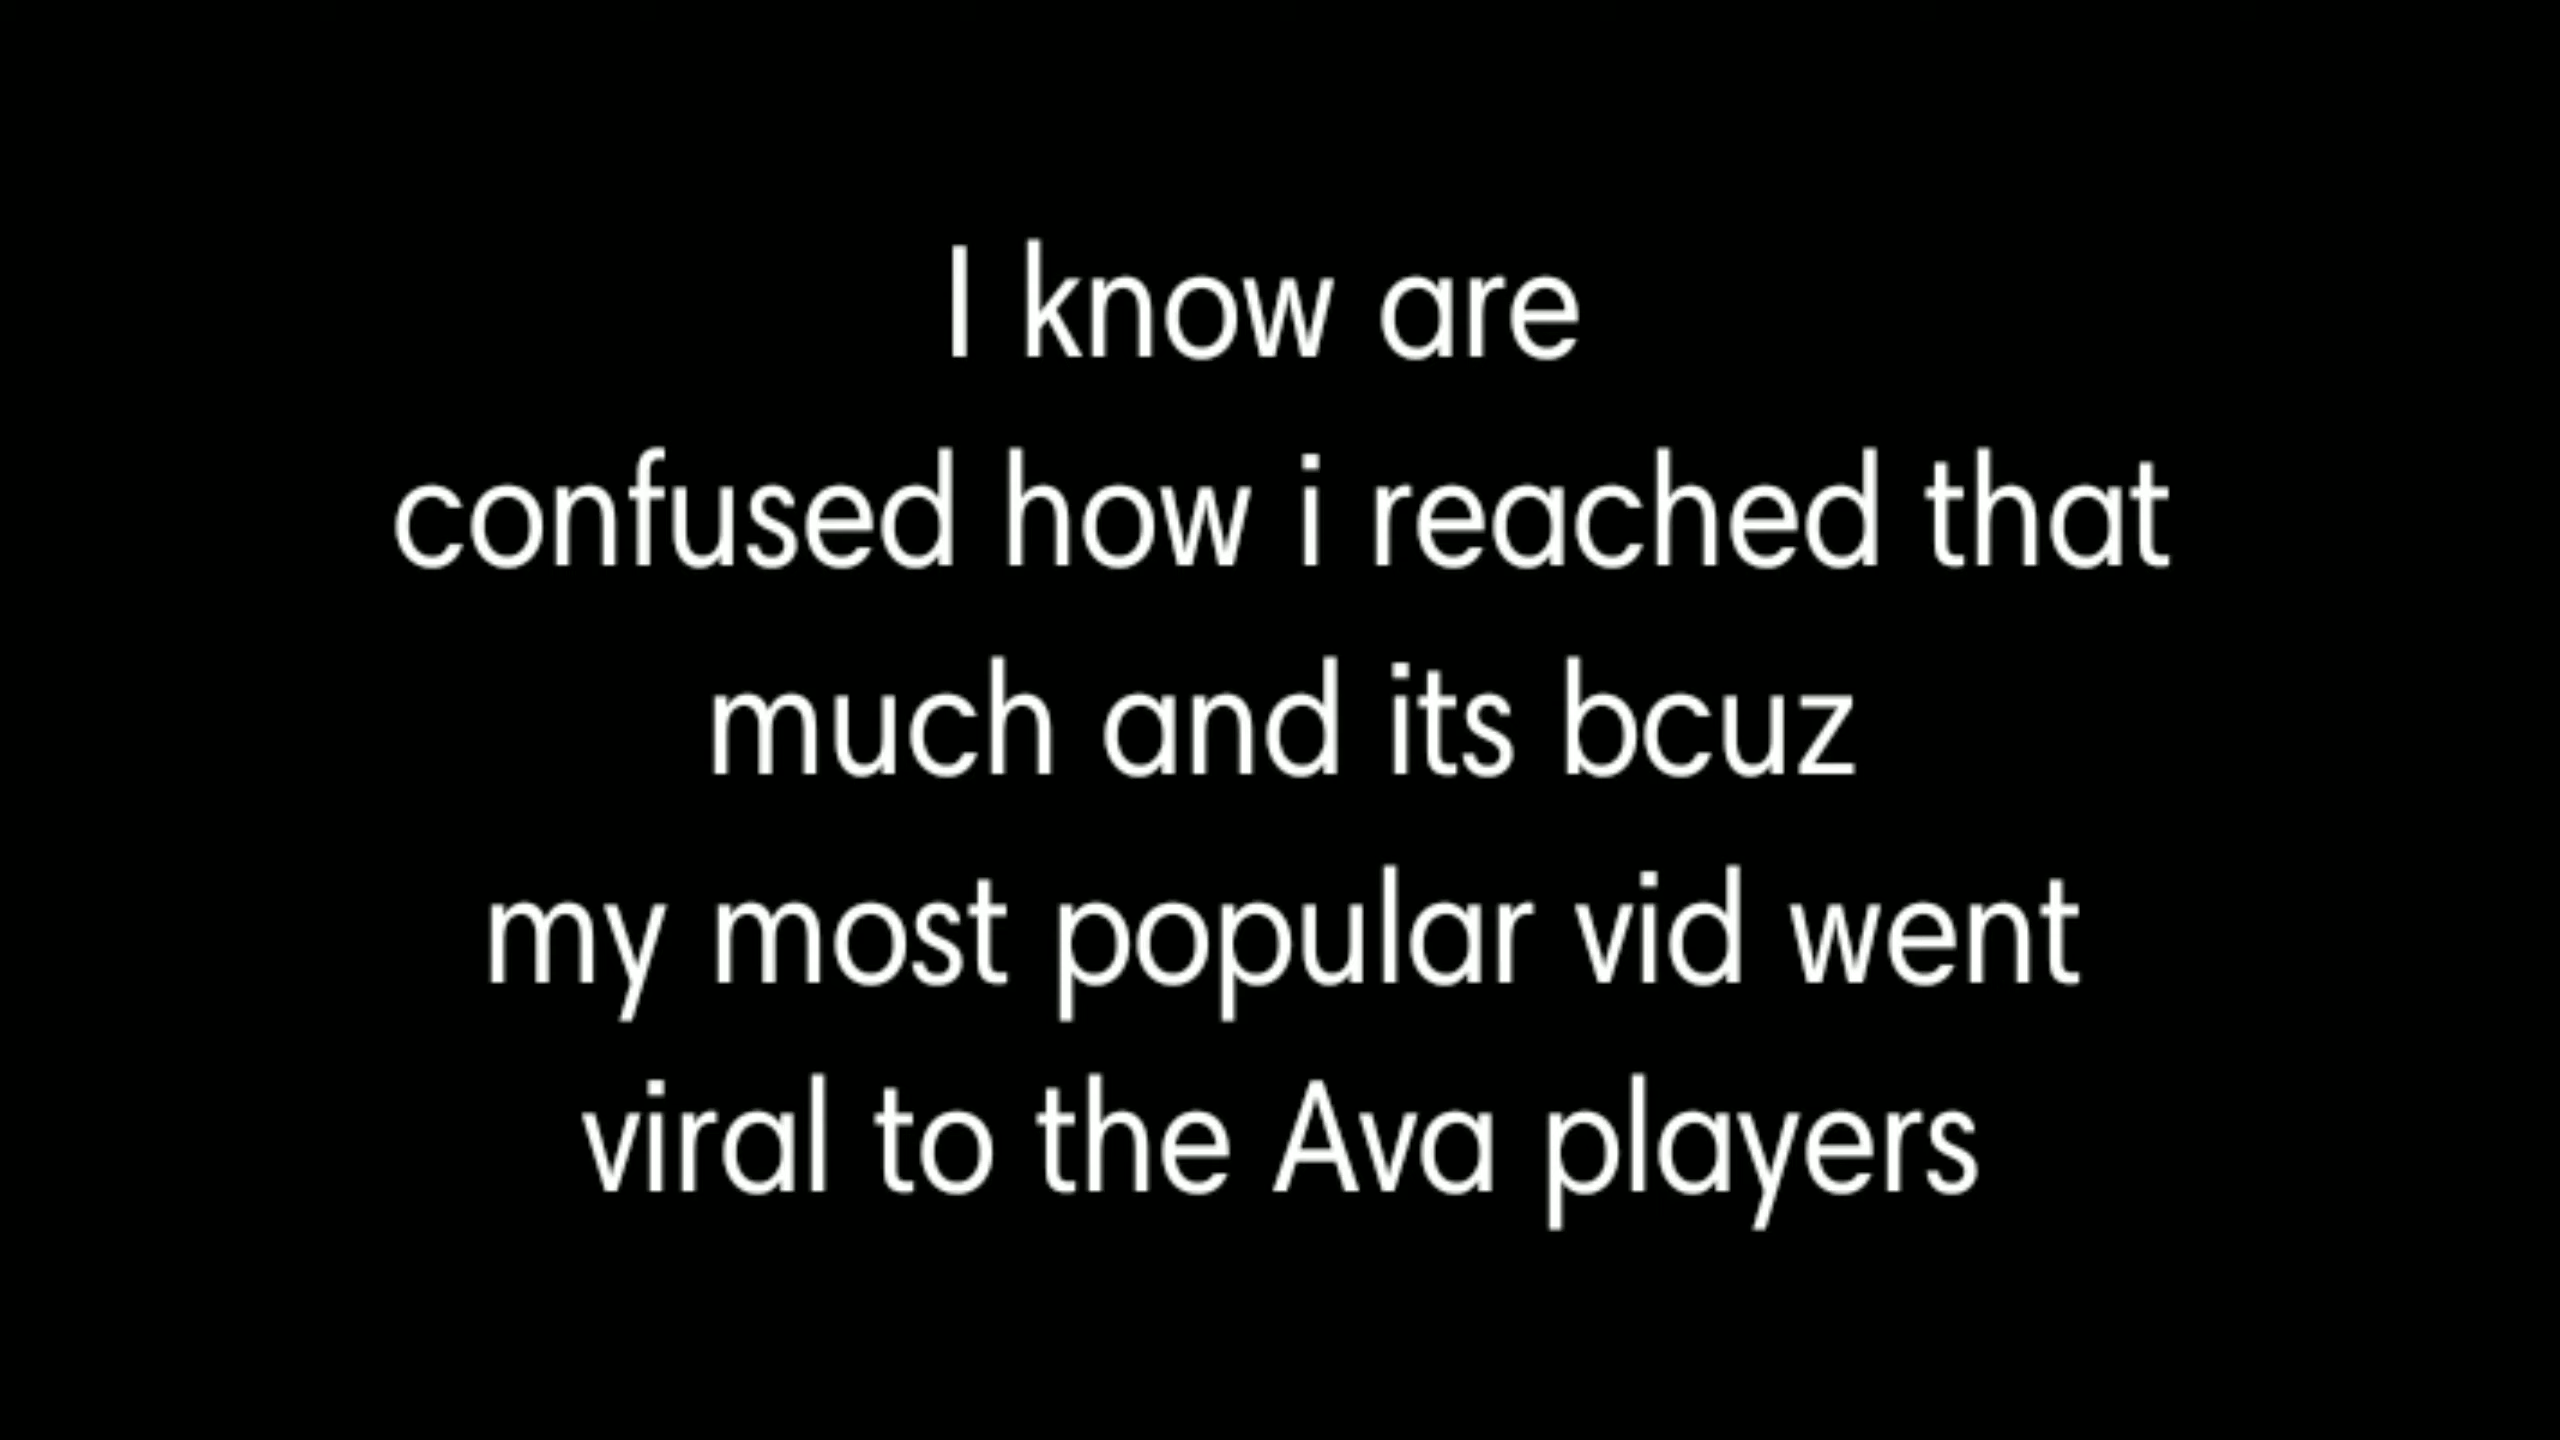 I know are
confused how i reached that
much and its bcuz
my most popular vid went
viral to the Ava players